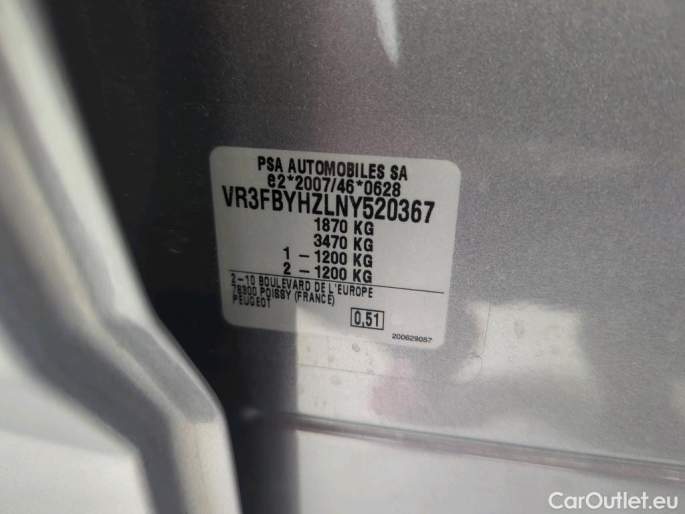 PSA AUTOMOBILES SA
e2*2007/46*0628
VR3FBYHZLNY520367
1870 KG
3470 KG
1 - 1200 KG
2 - 1200 KG
2-10 BOULEVARD DE L'EUROPE
78300 POISSY (FRANCE)
PEUGEOT
0,51
200629057
CarOutlet.eu